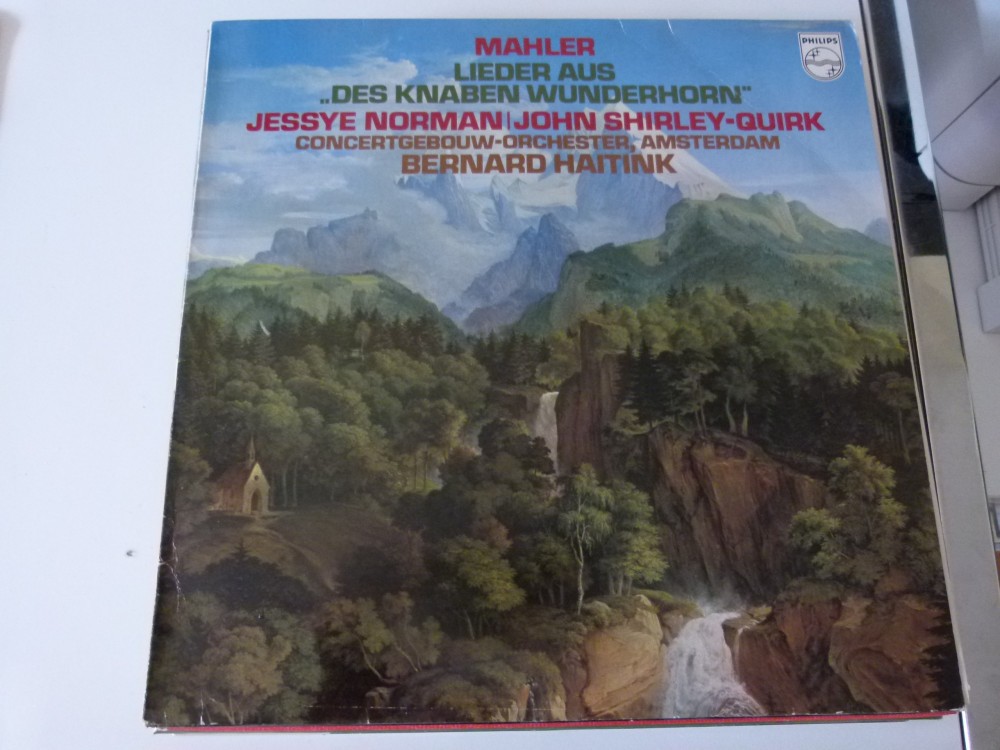 MAHLER
PHILIPS
LIEDER AUS
„DES KNABEN WUNDERHORN"
JESSYE NORMAN|JOHN SHIRLEY-QUIRK
CONCERTGEBOUW-ORCHESTER, AMSTERDAM
BERNARD HAITINK